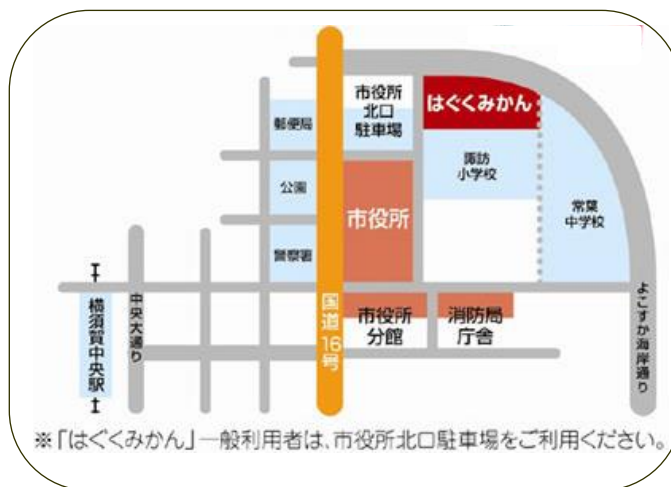 市役所
北口
駐車場
はぐくみかん
郵便局
諏訪
小学校
公園
市役所
常葉
中学校
警察署
横須賀中央駅
中央大通り
国道16号
市役所
分館
消防局
庁舎
よこすか海岸通り
※「はぐくみかん」一般利用者は、市役所北口駐車場をご利用ください。